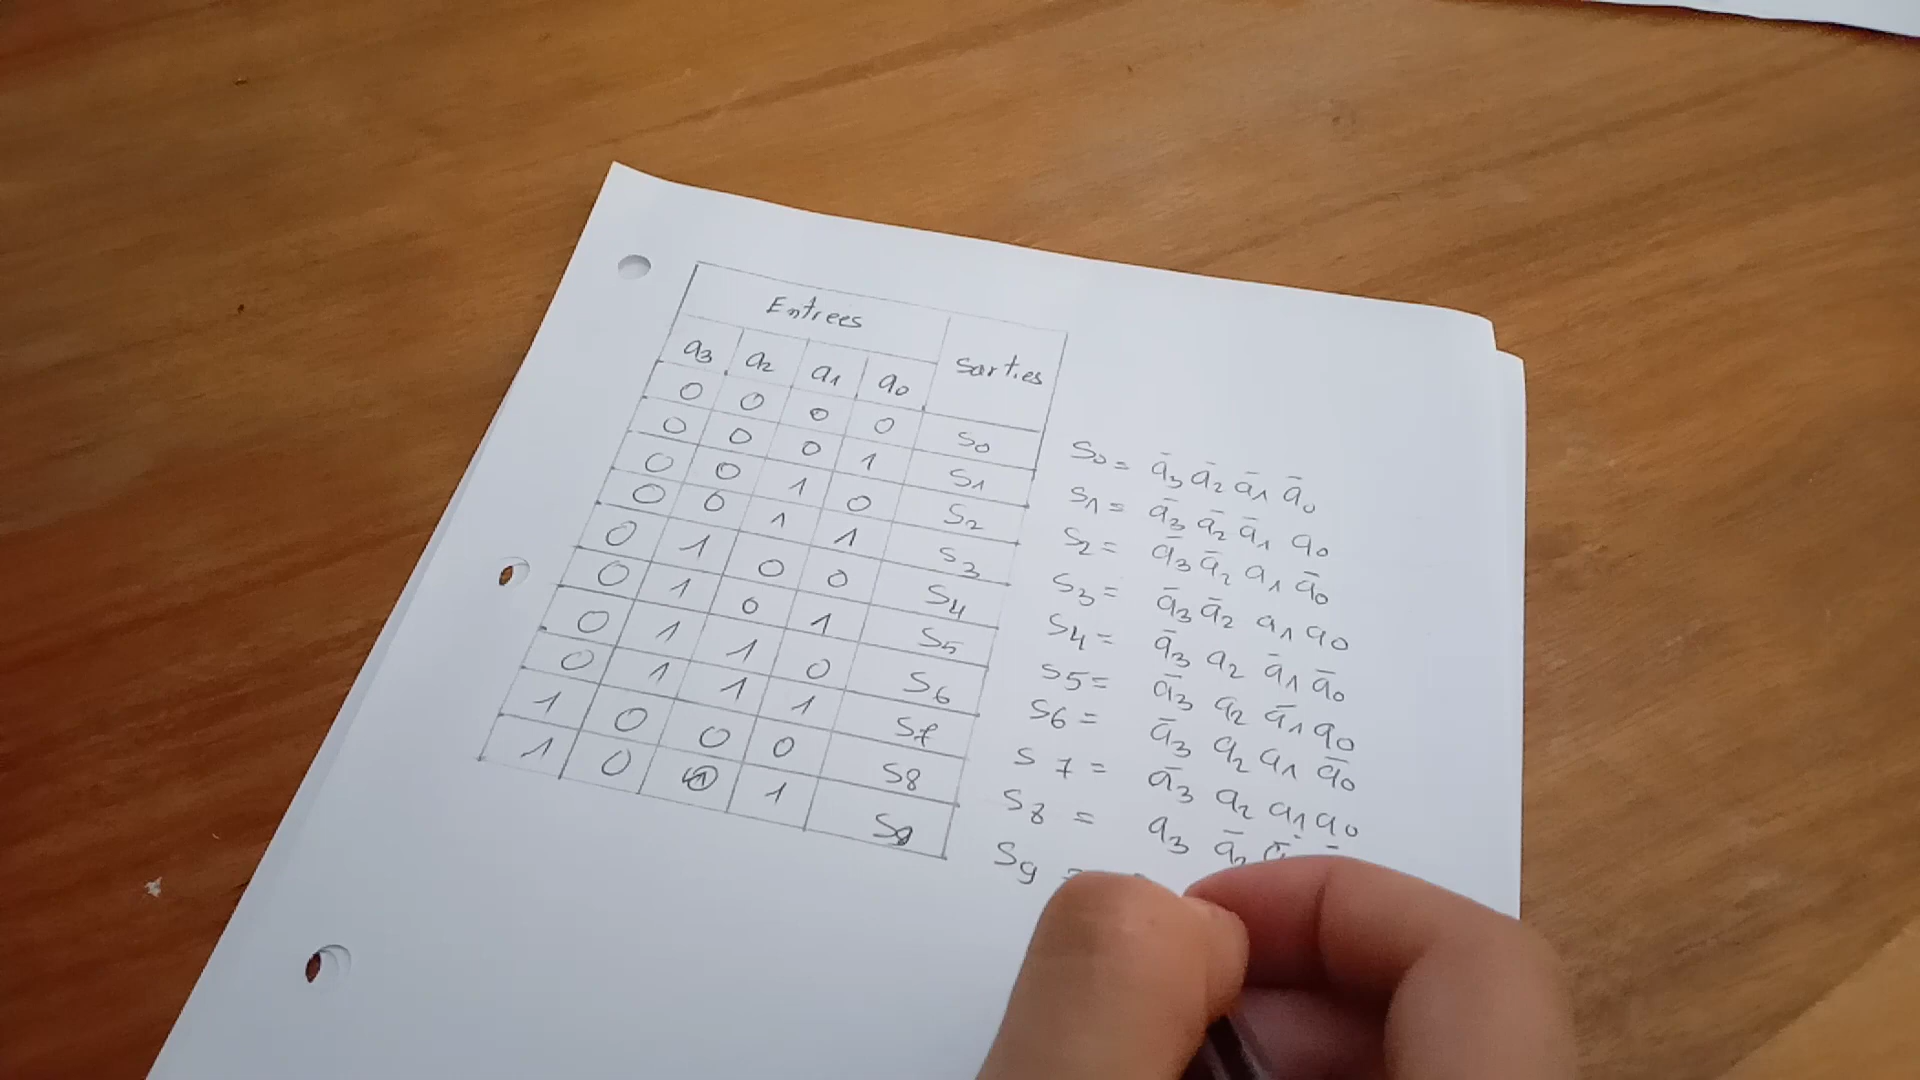 Entrees sorties
a3 a2 a1 a0
0 0 0 0 S0
0 0 0 1 S1
0 0 1 0 S2
0 0 1 1 S3
0 1 0 0 S4
0 1 0 1 S5
0 1 1 0 S6
0 1 1 1 S7
1 0 0 0 S8
1 0 1 S9
S0 = ā3 ā2 ā1 ā0
S1 = ā3 ā2 ā1 a0
S2 = ā3 ā2 a1 ā0
S3 = ā3 ā2 a1 a0
S4 = ā3 a2 ā1 ā0
S5 = ā3 a2 ā1 a0
S6 = ā3 a2 a1 ā0
S7 = ā3 a2 a1 a0
S8 = a3 ā2
S9 =